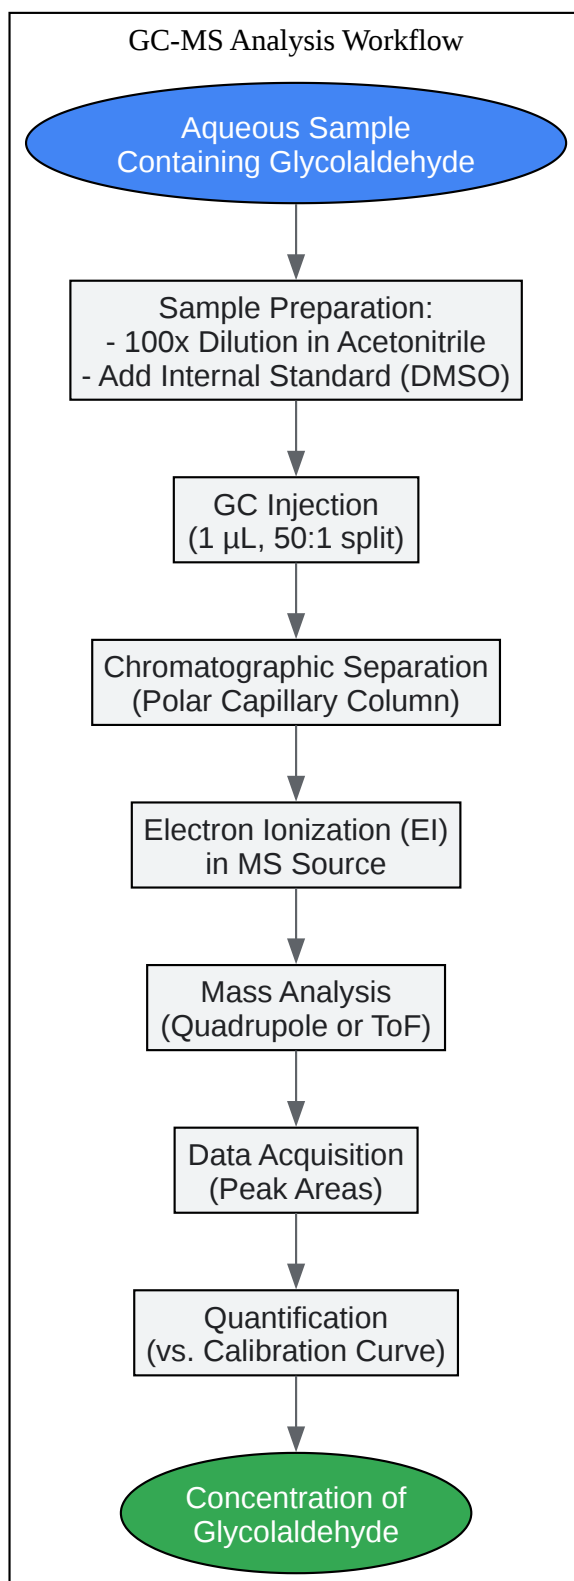 GC-MS Analysis Workflow
Aqueous Sample
Containing Glycolaldehyde
Sample Preparation:
- 100x Dilution in Acetonitrile
- Add Internal Standard (DMSO)
GC Injection
(1 µL, 50:1 split)
Chromatographic Separation
(Polar Capillary Column)
Electron Ionization (EI)
in MS Source
Mass Analysis
(Quadrupole or ToF)
Data Acquisition
(Peak Areas)
Quantification
(vs. Calibration Curve)
Concentration of
Glycolaldehyde